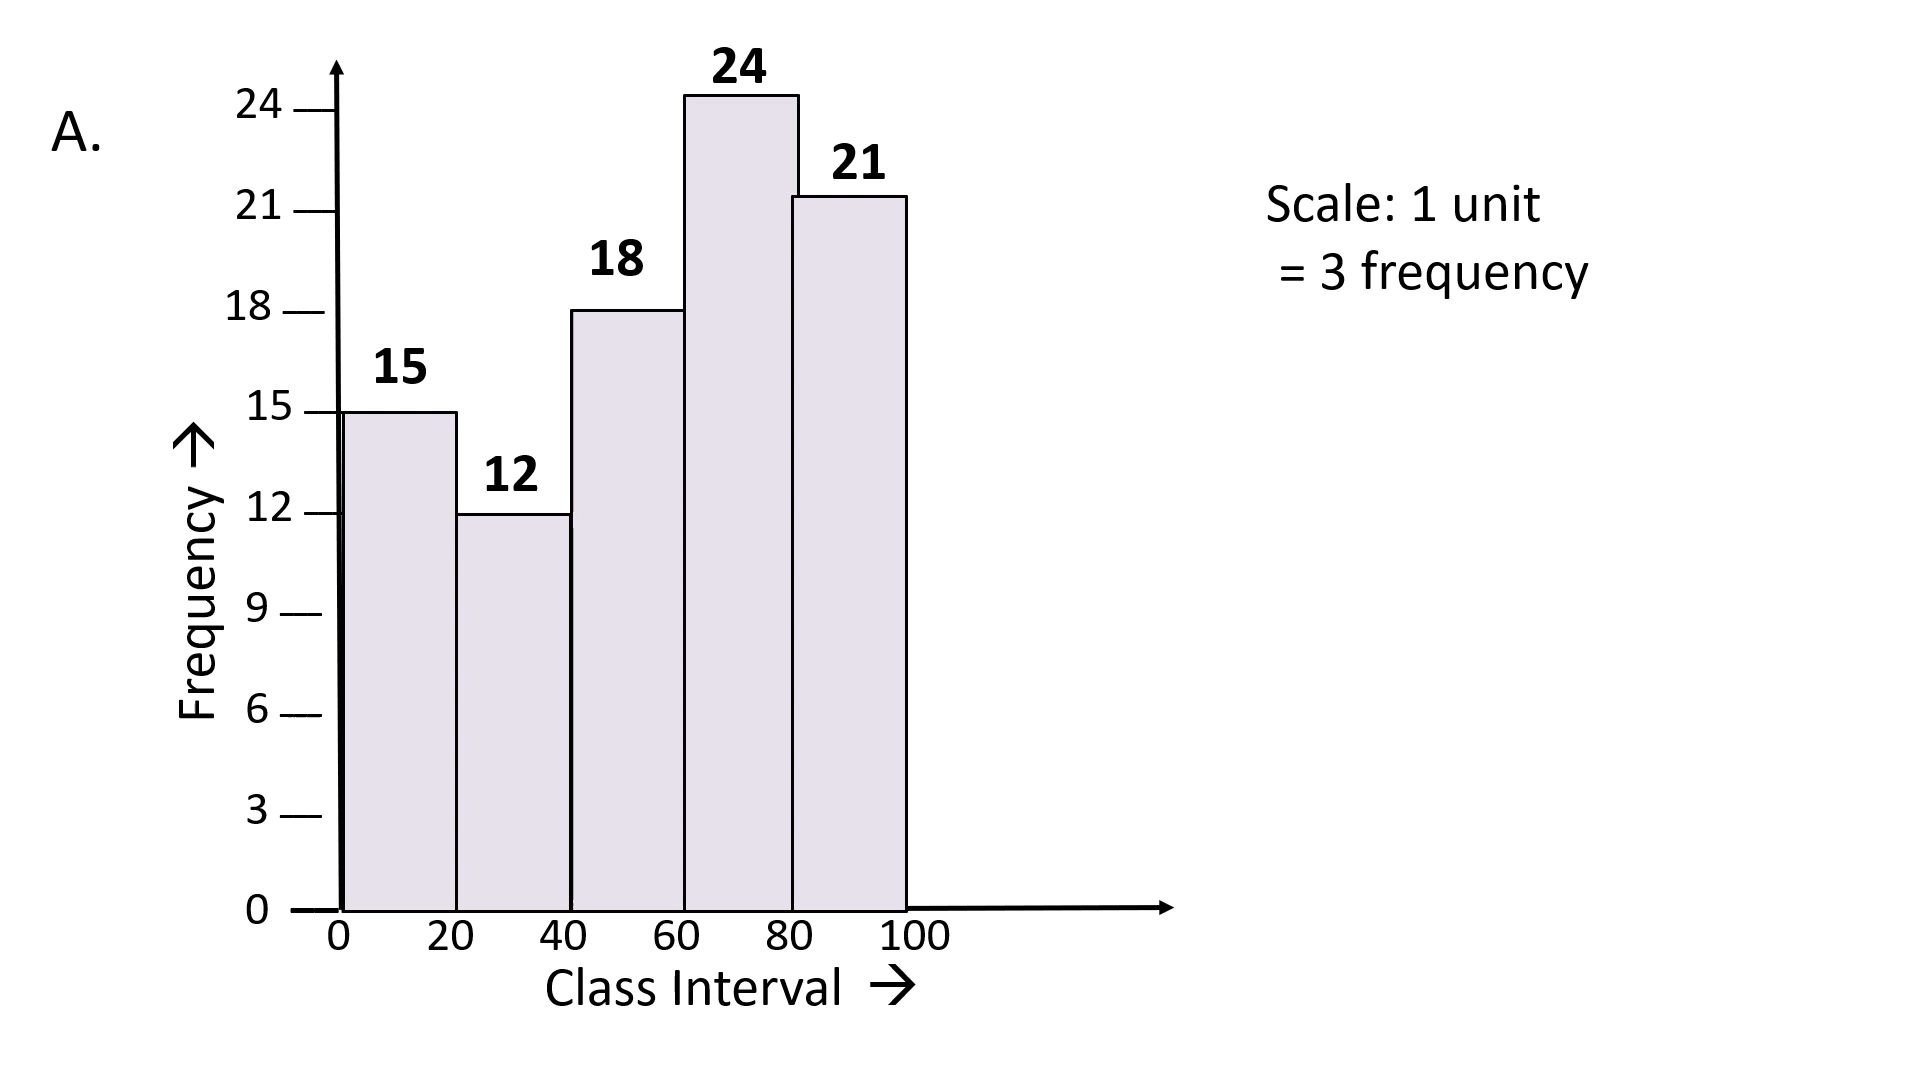 A.
Scale: 1 unit
= 3 frequency
Frequency →
24
21
18
15
12
9
6
3
0
15
12
18
24
21
0 20 40 60 80 100
Class Interval →